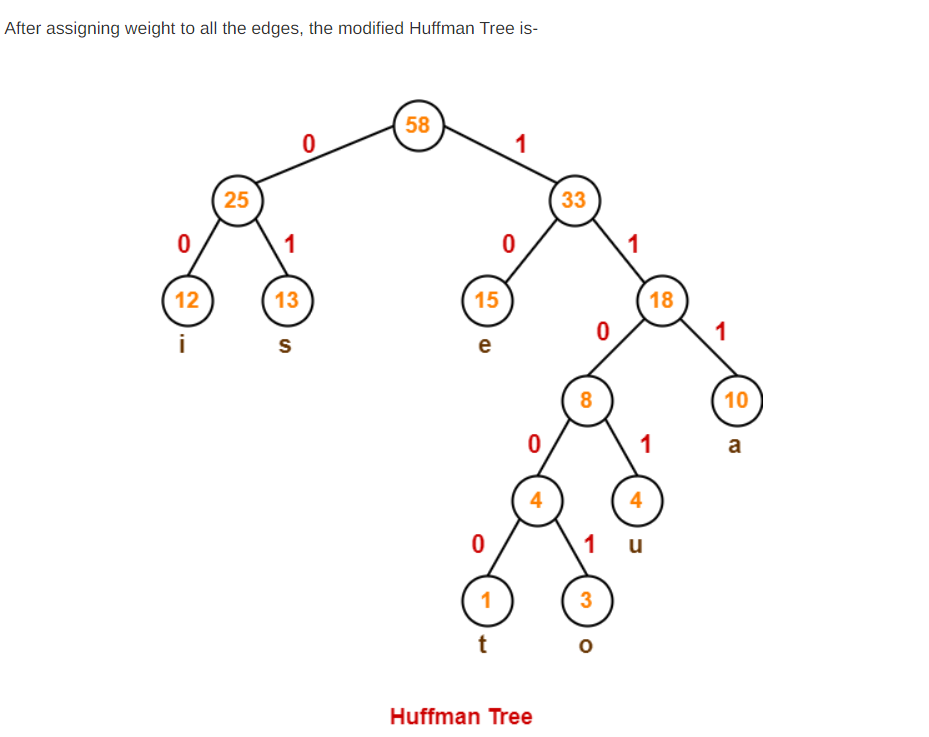 After assigning weight to all the edges, the modified Huffman Tree is-
58
0 1
25 33
0 1 0 1
12 13 15 18
i s e
0 1
8 10
a
0 1
4 4
u
0 1
1 3
t o
Huffman Tree